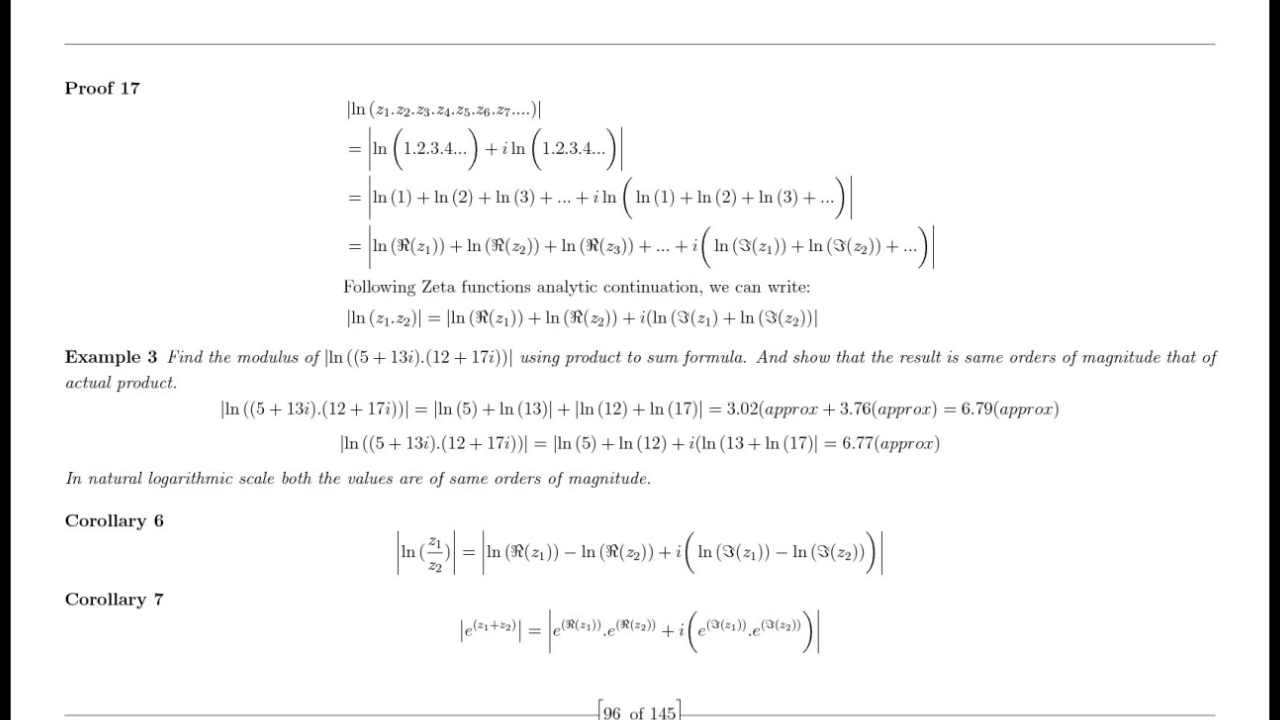 Proof 17
|ln (z₁.z₂.z₃.z₄.z₅.z₆.z₇....)|
= |ln (1.2.3.4...) + i ln (1.2.3.4...)|
= |ln (1) + ln (2) + ln (3) + ... + i ln ( ln (1) + ln (2) + ln (3) + ...)|
= |ln (ℜ(z₁)) + ln (ℜ(z₂)) + ln (ℜ(z₃)) + ... + i( ln (ℑ(z₁)) + ln (ℑ(z₂)) + ...)|
Following Zeta functions analytic continuation, we can write:
|ln (z₁.z₂)| = |ln (ℜ(z₁)) + ln (ℜ(z₂)) + i(ln (ℑ(z₁) + ln (ℑ(z₂))|
Example 3 Find the modulus of |ln ((5 + 13i).(12 + 17i))| using product to sum formula. And show that the result is same orders of magnitude that of
actual product.
|ln ((5 + 13i).(12 + 17i))| = |ln (5) + ln (13)| + |ln (12) + ln (17)| = 3.02(approx + 3.76(approx) = 6.79(approx)
|ln ((5 + 13i).(12 + 17i))| = |ln (5) + ln (12) + i(ln (13 + ln (17)| = 6.77(approx)
In natural logarithmic scale both the values are of same orders of magnitude.
Corollary 6
|ln (z₁/z₂)| = |ln (ℜ(z₁)) − ln (ℜ(z₂)) + i( ln (ℑ(z₁)) − ln (ℑ(z₂)))|
Corollary 7
|e^(z₁+z₂)| = |e^(ℜ(z₁)).e^(ℜ(z₂)) + i(e^(ℑ(z₁)).e^(ℑ(z₂)))|
[96 of 145]